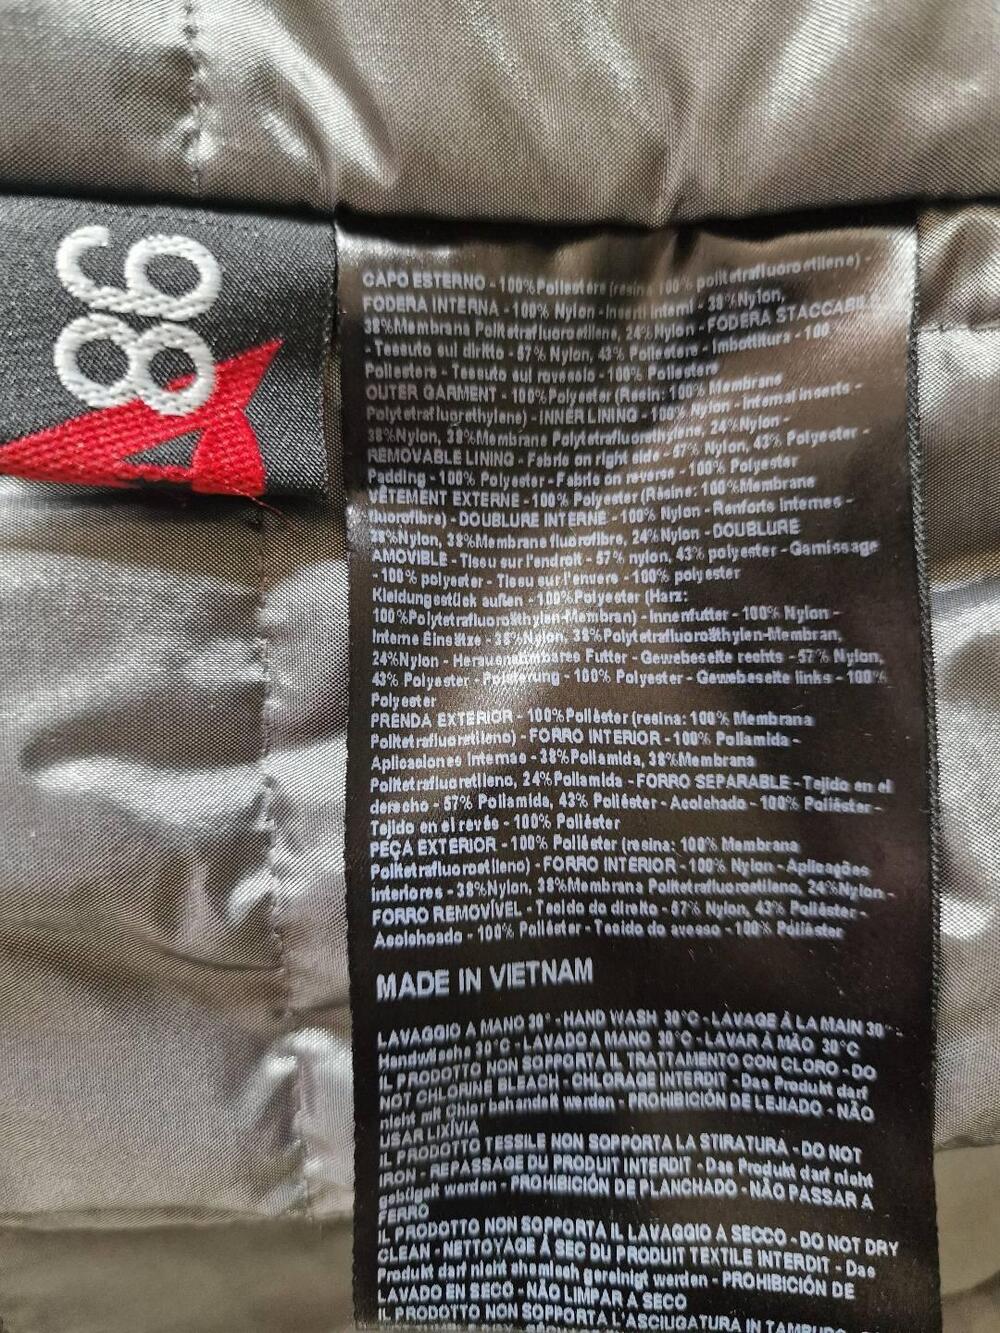 98
CAPO ESTERNO - 100% Poliestere (resina: 100% politetrafluoroetilene) -
FODERA INTERNA - 100% Nylon - Inserti interni - 38%Nylon,
38%Membrana Politetrafluoroetilene, 24% Nylon - FODERA STACCABILE
- Tessuto sul diritto - 57% Nylon, 43% Poliestere - Imbottitura - 100
Poliestere - Tessuto sul rovescio - 100% Poliestere
OUTER GARMENT - 100%Polyester (Resin: 100% Membrane
Polytetrafluorethylene) - INNER LINING - 100% Nylon - Internal inserts -
38%Nylon, 38%Membrane Polytetrafluorethylene, 24%Nylon -
REMOVABLE LINING - Fabric on right side - 57% Nylon, 43% Polyester -
Padding - 100% Polyester - Fabric on reverse - 100% Polyester
VÊTEMENT EXTERNE - 100% Polyester (Résine: 100%Membrane
fluorofibre) - DOUBLURE INTERNE - 100% Nylon - Renforts internes -
38%Nylon, 38%Membrane fluorofibre, 24%Nylon - DOUBLURE
AMOVIBLE - Tissu sur l'endroit - 57% nylon, 43% polyester - Garnissage
- 100% polyester - Tissu sur l'envers - 100% polyester
Kleidungsstück außen - 100%Polyester (Harz:
100%Polytetrafluoräthylen-Membran) - Innenfutter - 100% Nylon -
Interne Einsätze - 38%Nylon, 38%Polytetrafluoräthylen-Membran,
24%Nylon - Herausnehmbares Futter - Gewebeseite rechts - 57% Nylon,
43% Polyester - Polsterung - 100% Polyester - Gewebeseite links - 100%
Polyester
PRENDA EXTERIOR - 100%Poliéster (resina: 100% Membrana
Politetrafluoretileno) - FORRO INTERIOR - 100% Poliamida -
Aplicaciones Internas - 38%Poliamida, 38%Membrana
Politetrafluoretileno, 24%Poliamida - FORRO SEPARABLE - Tejido en el
derecho - 57% Poliamida, 43% Poliéster - Acolchado - 100% Poliéster -
Tejido en el revés - 100% Poliéster
PEÇA EXTERIOR - 100% Poliéster (resina: 100% Membrana
Politetrafluoroetileno) - FORRO INTERIOR - 100% Nylon - Aplicações
Interiores - 38%Nylon, 38%Membrana Politetrafluoroetileno, 24%Nylon -
FORRO REMOVÍVEL - Tecido do direito - 57% Nylon, 43% Poliéster -
Acolchoado - 100% Poliéster - Tecido do avesso - 100% Poliéster
MADE IN VIETNAM
LAVAGGIO A MANO 30° - HAND WASH 30°C - LAVAGE À LA MAIN 30° -
Handwäsche 30°C - LAVADO A MANO 30°C - LAVAR À MÃO 30°C
IL PRODOTTO NON SOPPORTA IL TRATTAMENTO CON CLORO - DO
NOT CHLORINE BLEACH - CHLORAGE INTERDIT - Das Produkt darf
nicht mit Chlor behandelt werden - PROHIBICIÓN DE LEJIADO - NÃO
USAR LIXÍVIA
IL PRODOTTO TESSILE NON SOPPORTA LA STIRATURA - DO NOT
IRON - REPASSAGE DU PRODUIT INTERDIT - Das Produkt darf nicht
gebügelt werden - PROHIBICIÓN DE PLANCHADO - NÃO PASSAR A
FERRO
IL PRODOTTO NON SOPPORTA IL LAVAGGIO A SECCO - DO NOT DRY
CLEAN - NETTOYAGE À SEC DU PRODUIT TEXTILE INTERDIT - Das
Produkt darf nicht chemisch gereinigt werden - PROHIBICIÓN DE
LAVADO EN SECO - NÃO LIMPAR A SECO
IL PRODOTTO NON SOPPORTA L'ASCIUGATURA IN TAMBURO